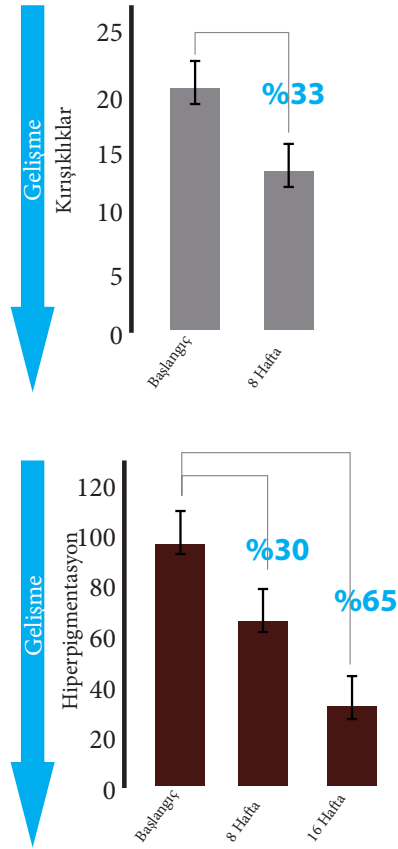 Gelişme
Kırışıklıklar
25
20
15
10
5
0
%33
Başlangıç
8 Hafta
Gelişme
Hiperpigmentasyon
120
100
80
60
40
20
0
%30
%65
Başlangıç
8 Hafta
16 Hafta